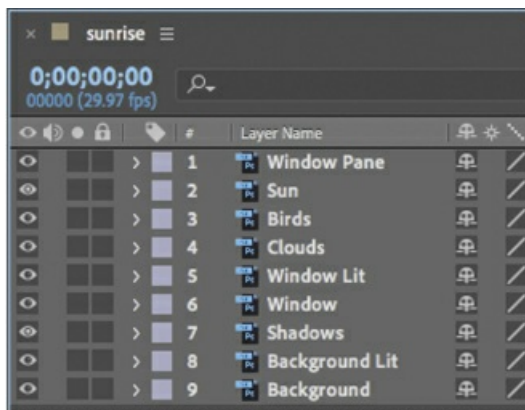 × sunrise
0;00;00;00
00000 (29.97 fps)
# Layer Name
1 Window Pane
2 Sun
3 Birds
4 Clouds
5 Window Lit
6 Window
7 Shadows
8 Background Lit
9 Background